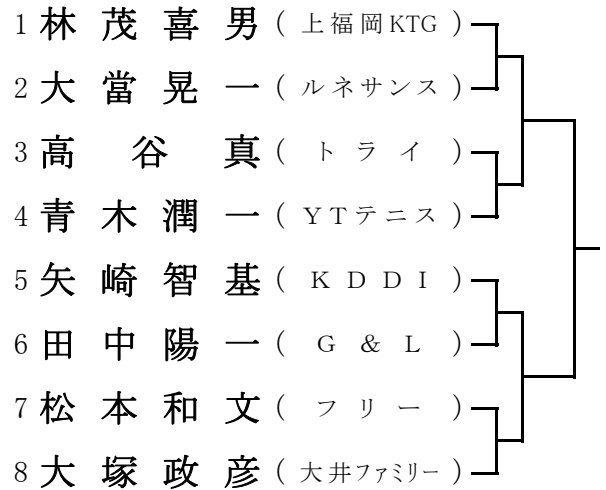 1 林茂喜男 (上福岡KTG)
2 大當晃一 (ルネサンス)
3 高谷真 (トライ)
4 青木潤一 (YTテニス)
5 矢崎智基 (KDDI)
6 田中陽一 (G&L)
7 松本和文 (フリー)
8 大塚政彦 (大井ファミリー)